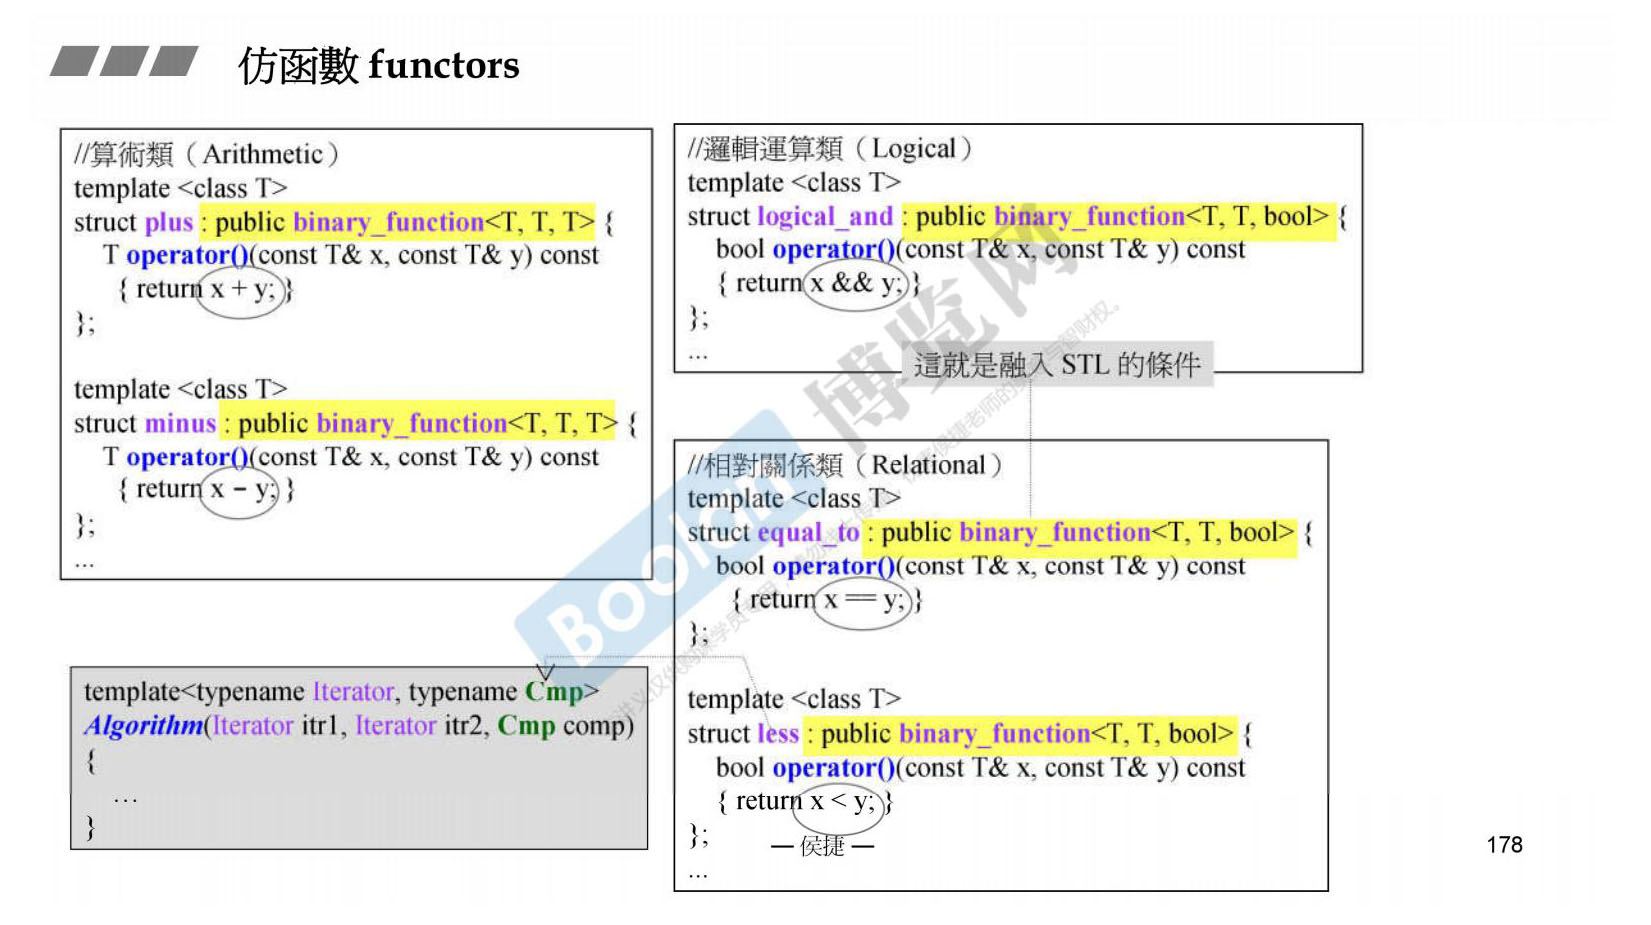 仿函數 functors
//算術類（Arithmetic）
template <class T>
struct plus : public binary_function<T, T, T> {
T operator()(const T& x, const T& y) const
{ return x + y; }
};
template <class T>
struct minus : public binary_function<T, T, T> {
T operator()(const T& x, const T& y) const
{ return x − y; }
};
...
template<typename Iterator, typename Cmp>
Algorithm(Iterator itr1, Iterator itr2, Cmp comp)
{
...
}
//邏輯運算類（Logical）
template <class T>
struct logical_and : public binary_function<T, T, bool> {
bool operator()(const T& x, const T& y) const
{ return x && y; }
};
...
這就是融入 STL 的條件
//相對關係類（Relational）
template <class T>
struct equal_to : public binary_function<T, T, bool> {
bool operator()(const T& x, const T& y) const
{ return x == y; }
};
template <class T>
struct less : public binary_function<T, T, bool> {
bool operator()(const T& x, const T& y) const
{ return x < y; }
};
...
— 侯捷 —
178
Boolan
博览网